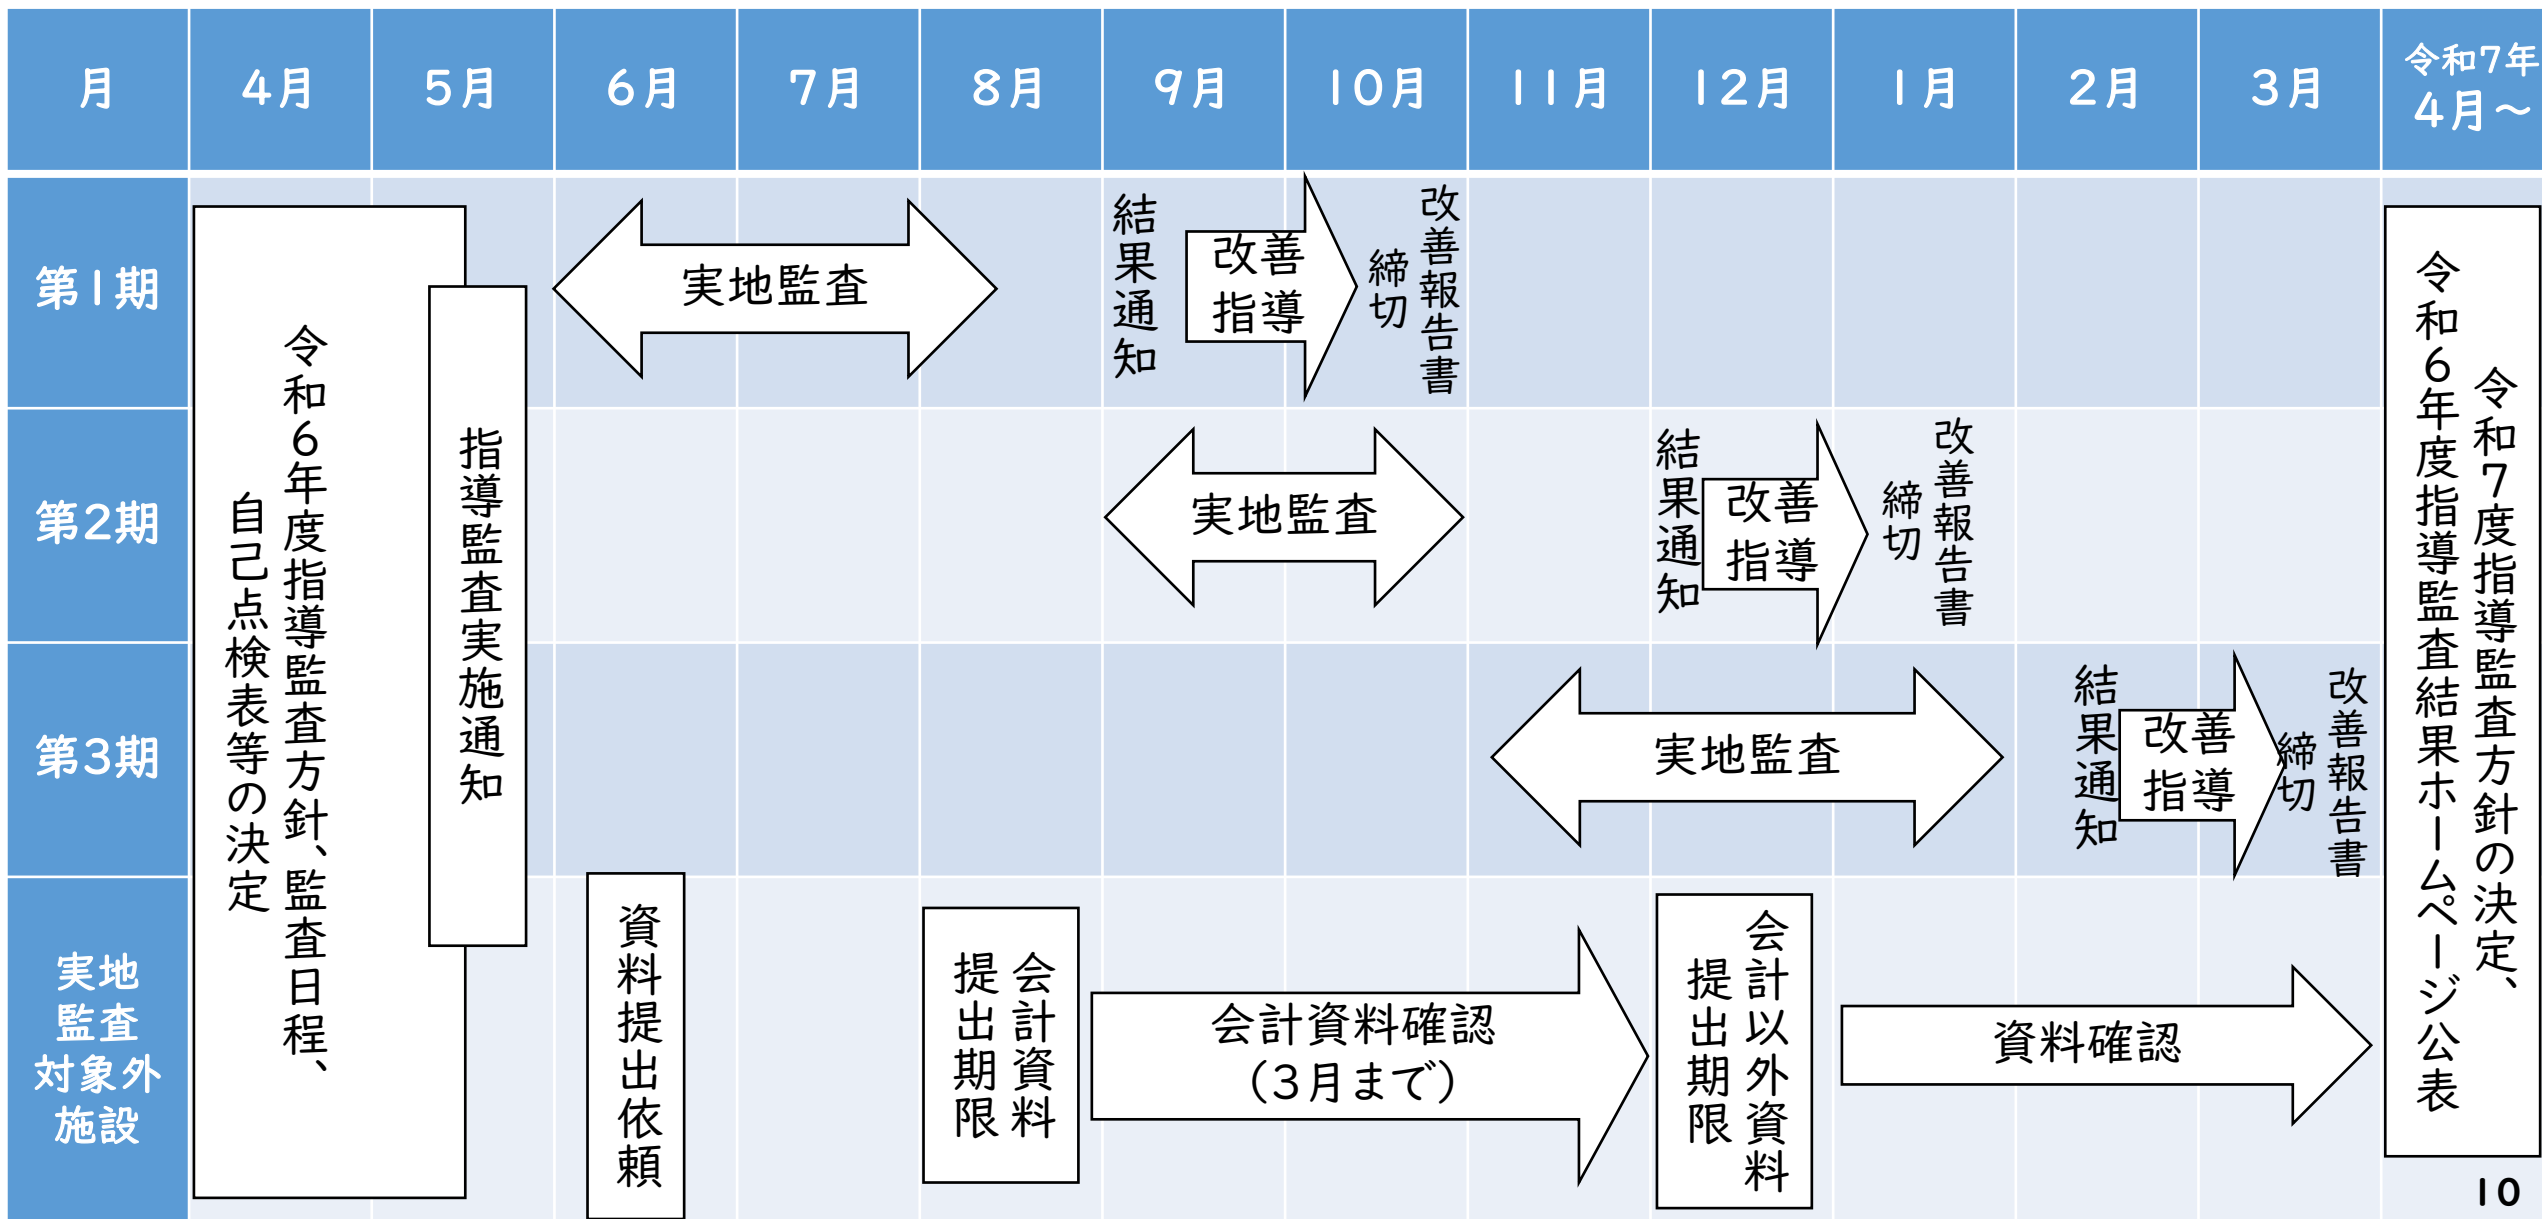 月
4月
5月
6月
7月
8月
9月
10月
11月
12月
1月
2月
3月
令和7年
4月～
令和6年度指導監査方針、監査日程、
自己点検表等の決定
指導監査実施通知
第1期
実地監査
結果通知
改善
指導
改善報告書
締切
第2期
実地監査
結果通知
改善
指導
改善報告書
締切
第3期
実地監査
結果通知
改善
指導
改善報告書
締切
実地
監査
対象外
施設
資料提出依頼
会計資料
提出期限
会計資料確認
(3月まで)
会計以外資料
提出期限
資料確認
令和7度指導監査方針の決定、
令和6年度指導監査結果ホームページ公表
10